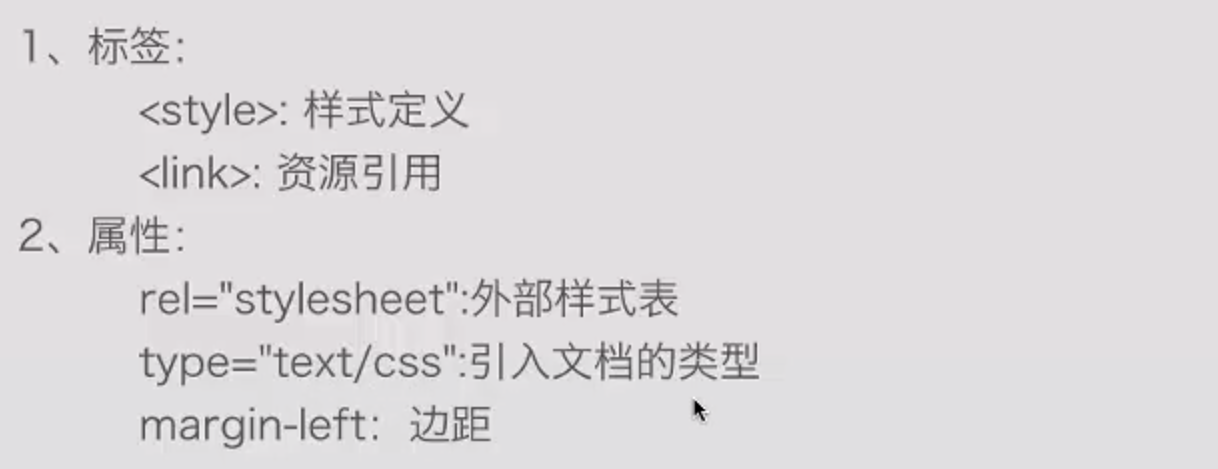 1、标签：
<style>: 样式定义
<link>: 资源引用
2、属性：
rel="stylesheet":外部样式表
type="text/css":引入文档的类型
margin-left：边距